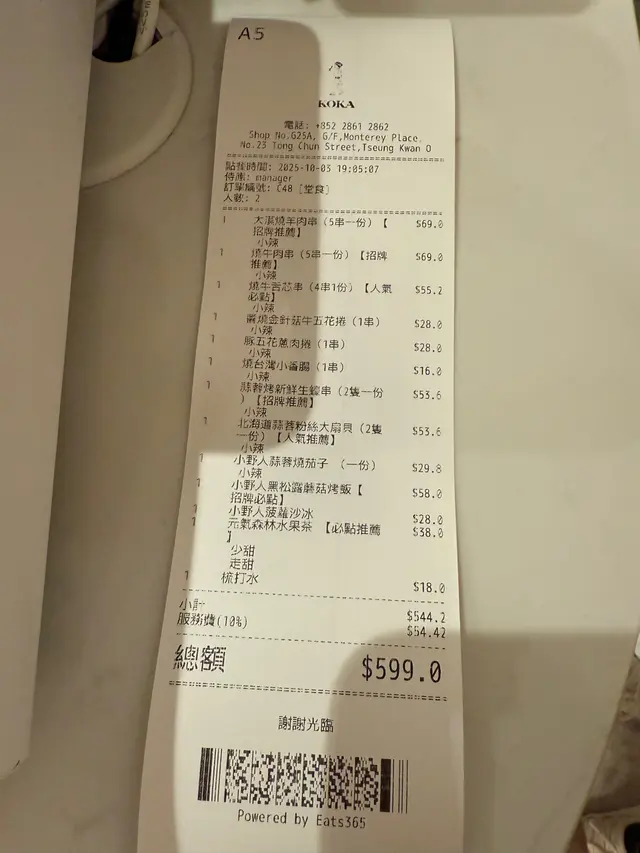 A5
KOKA
電話: +852 2861 2862
Shop No.G25A, G/F,Monterey Place,
No.23 Tong Chun Street,Tseung Kwan O
點餐時間: 2025-10-03 19:05:07
侍應: manager
訂單編號: C48 [堂食]
人數: 2
1 大漠燒羊肉串 (5串一份) 【 $69.0
招牌推薦】
小辣
1 燒牛肉串 (5串一份) 【招牌 $69.0
推薦】
小辣
1 燒牛舌芯串 (4串1份) 【人氣 $55.2
必點】
小辣
1 醬燒金針菇牛五花捲 (1串) $28.0
小辣
1 豚五花蔥肉捲 (1串) $28.0
小辣
1 燒台灣小香腸 (1串) $16.0
小辣
1 蒜蓉烤新鮮生蠔串 (2隻一份 $53.6
) 【招牌推薦】
小辣
1 北海道蒜蓉粉絲大扇貝 (2隻 $53.6
一份) 【人氣推薦】
小辣
1 小野人蒜蓉燒茄子 (一份) $29.8
小辣
1 小野人黑松露蘑菇烤飯【 $58.0
招牌必點】
1 小野人菠蘿沙冰 $28.0
1 元氣森林水果茶 【必點推薦 $38.0
】
少甜
走甜
1 梳打水 $18.0
小計 $544.2
服務費(10%) $54.42
總額 $599.0
謝謝光臨
Powered by Eats365